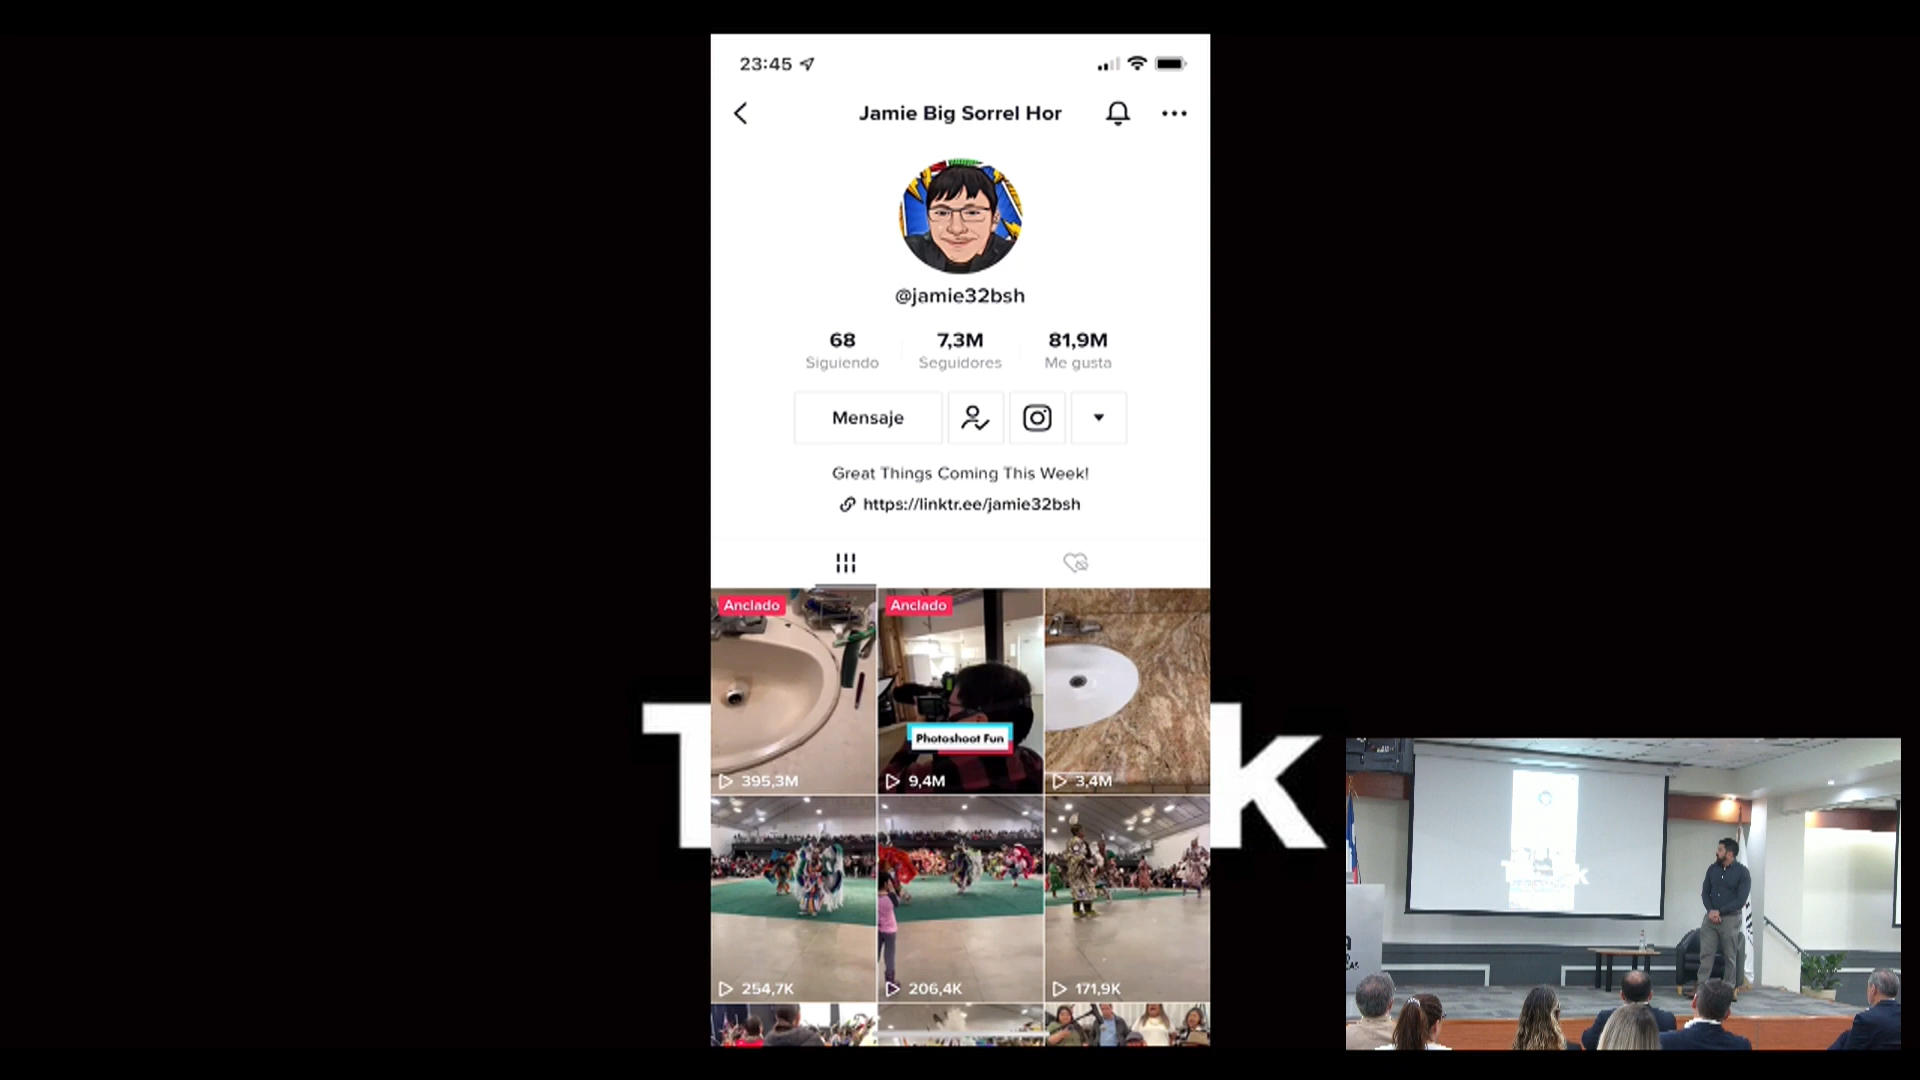 23:45
Jamie Big Sorrel Hor
@jamie32bsh
68 7,3M 81,9M
Siguiendo Seguidores Me gusta
Mensaje
Great Things Coming This Week!
https://linktr.ee/jamie32bsh
Anclado Anclado
Photoshoot Fun
395,3M 9,4M 3,4M
T k
254,7K 206,4K 171,9K